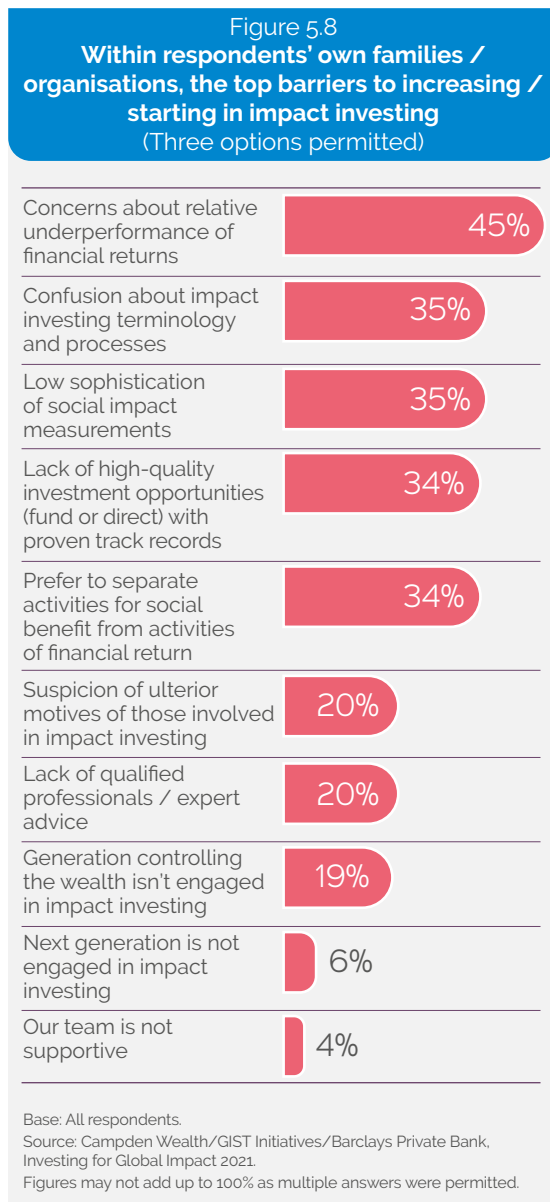 Figure 5.8
Within respondents’ own families /
organisations, the top barriers to increasing /
starting in impact investing
(Three options permitted)
Concerns about relative
underperformance of
financial returns
45%
Confusion about impact
investing terminology
and processes
35%
Low sophistication
of social impact
measurements
35%
Lack of high-quality
investment opportunities
(fund or direct) with
proven track records
34%
Prefer to separate
activities for social
benefit from activities
of financial return
34%
Suspicion of ulterior
motives of those involved
in impact investing
20%
Lack of qualified
professionals / expert
advice
20%
Generation controlling
the wealth isn’t engaged
in impact investing
19%
Next generation is not
engaged in impact
investing
6%
Our team is not
supportive
4%
Base: All respondents.
Source: Campden Wealth/GIST Initiatives/Barclays Private Bank,
Investing for Global Impact 2021.
Figures may not add up to 100% as multiple answers were permitted.